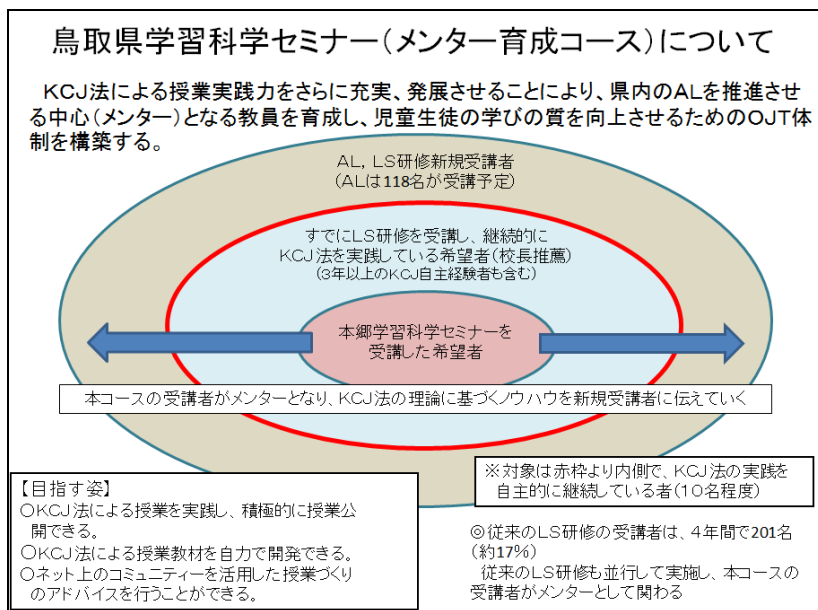 鳥取県学習科学セミナー(メンター育成コース)について
KCJ法による授業実践力をさらに充実、発展させることにより、県内のALを推進させ
る中心(メンター)となる教員を育成し、児童生徒の学びの質を向上させるためのOJT体
制を構築する。
AL, LS研修新規受講者
(ALは118名が受講予定)
すでにLS研修を受講し、継続的に
KCJ法を実践している希望者(校長推薦)
(3年以上のKCJ自主経験者も含む)
本郷学習科学セミナーを
受講した希望者
本コースの受講者がメンターとなり、KCJ法の理論に基づくノウハウを新規受講者に伝えていく
【目指す姿】
○KCJ法による授業を実践し、積極的に授業公
開できる。
○KCJ法による授業教材を自力で開発できる。
○ネット上のコミュニティーを活用した授業づくり
のアドバイスを行うことができる。
※対象は赤枠より内側で、KCJ法の実践を
自主的に継続している者(10名程度)
◎従来のLS研修の受講者は、4年間で201名
(約17%)
従来のLS研修も並行して実施し、本コースの
受講者がメンターとして関わる